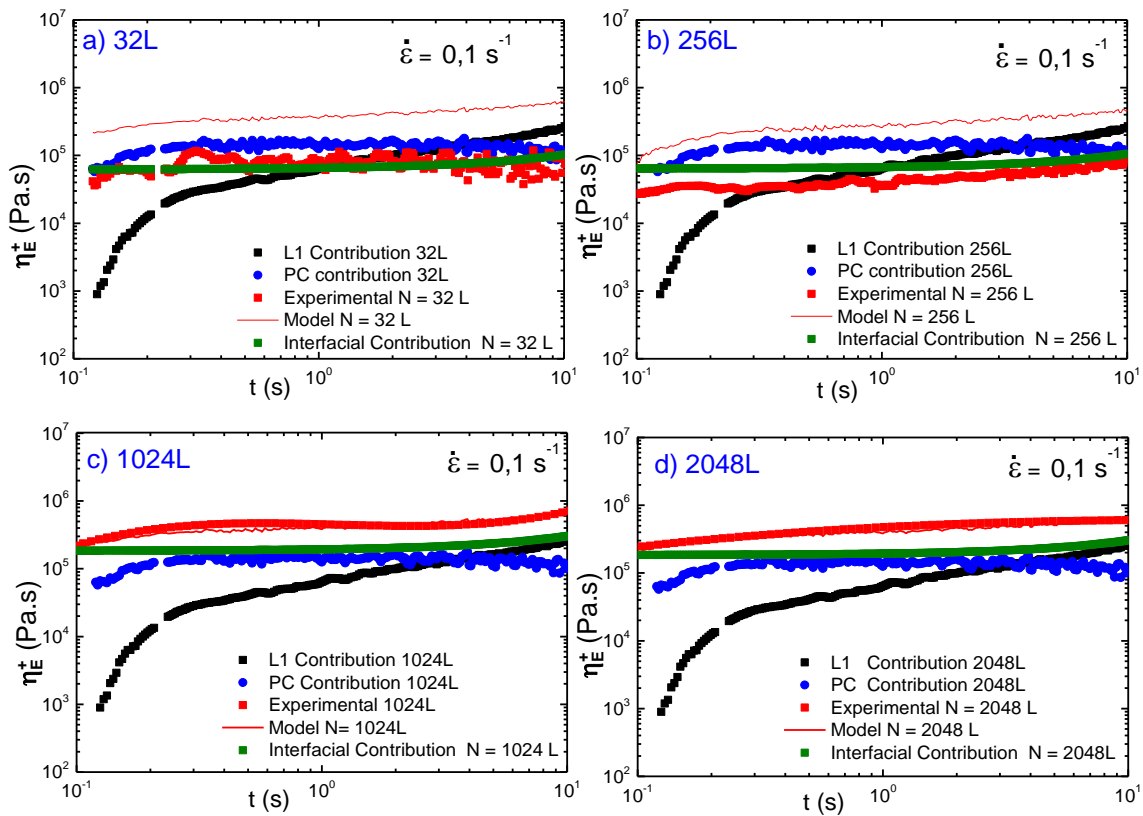 a) 32L
ε̇ = 0,1 s⁻¹
10⁷
10⁶
10⁵
10⁴
10³
10²
η⁺E (Pa.s)
L1 Contribution 32L
PC contribution 32L
Experimental N = 32 L
Model N = 32 L
Interfacial Contribution N = 32 L
10⁻¹ 10⁰ 10¹
t (s)
b) 256L
ε̇ = 0,1 s⁻¹
10⁷
10⁶
10⁵
10⁴
10³
10²
η⁺E (Pa.s)
L1 Contribution 256L
PC contribution 256L
Experimental N = 256 L
Model N = 256 L
Interfacial Contribution N = 256 L
10⁻¹ 10⁰ 10¹
t (s)
c) 1024L
ε̇ = 0,1 s⁻¹
10⁷
10⁶
10⁵
10⁴
10³
10²
η⁺E (Pa.s)
L1 Contribution 1024L
PC Contribution 1024L
Experimental 1024L
Model N= 1024L
Interfacial Contribution N = 1024 L
10⁻¹ 10⁰ 10¹
t (s)
d) 2048L
ε̇ = 0,1 s⁻¹
10⁷
10⁶
10⁵
10⁴
10³
10²
η⁺E (Pa.s)
L1 Contribution 2048L
PC Contribution 2048L
Experimental N = 2048 L
Model N = 2048 L
Interfacial Contribution N = 2048L
10⁻¹ 10⁰ 10¹
t (s)